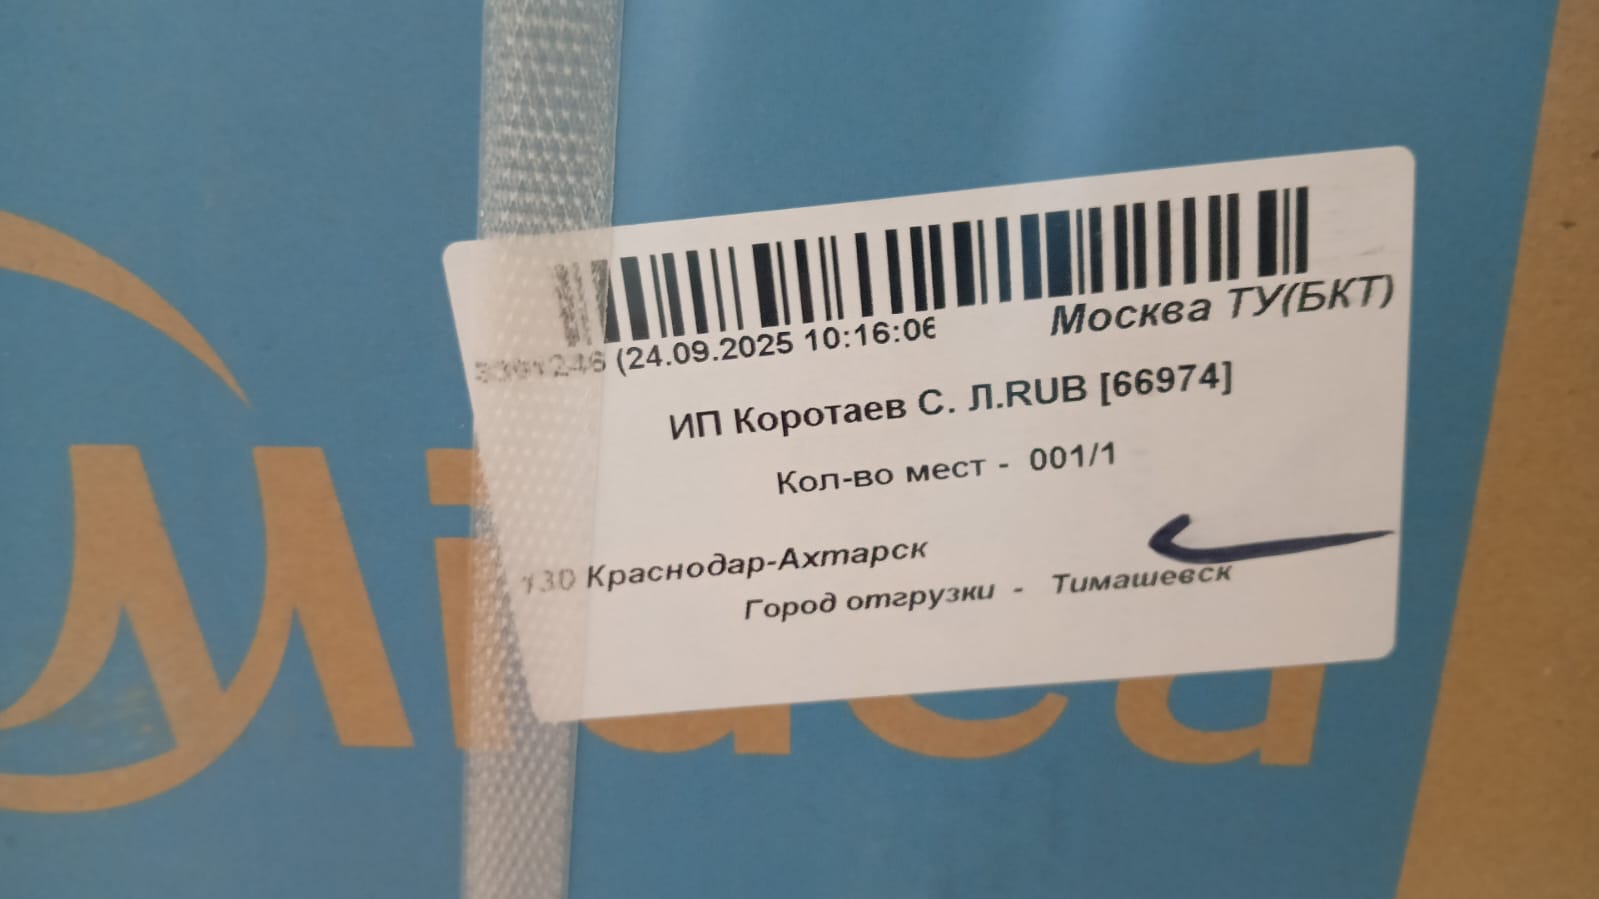 (24.09.2025 10:16:06
Москва ТУ(БКТ)
ИП Коротаев С. Л.RUB [66974]
Кол-во мест - 001/1
130 Краснодар-Ахтарск
Город отгрузки - Тимашевск
Midea